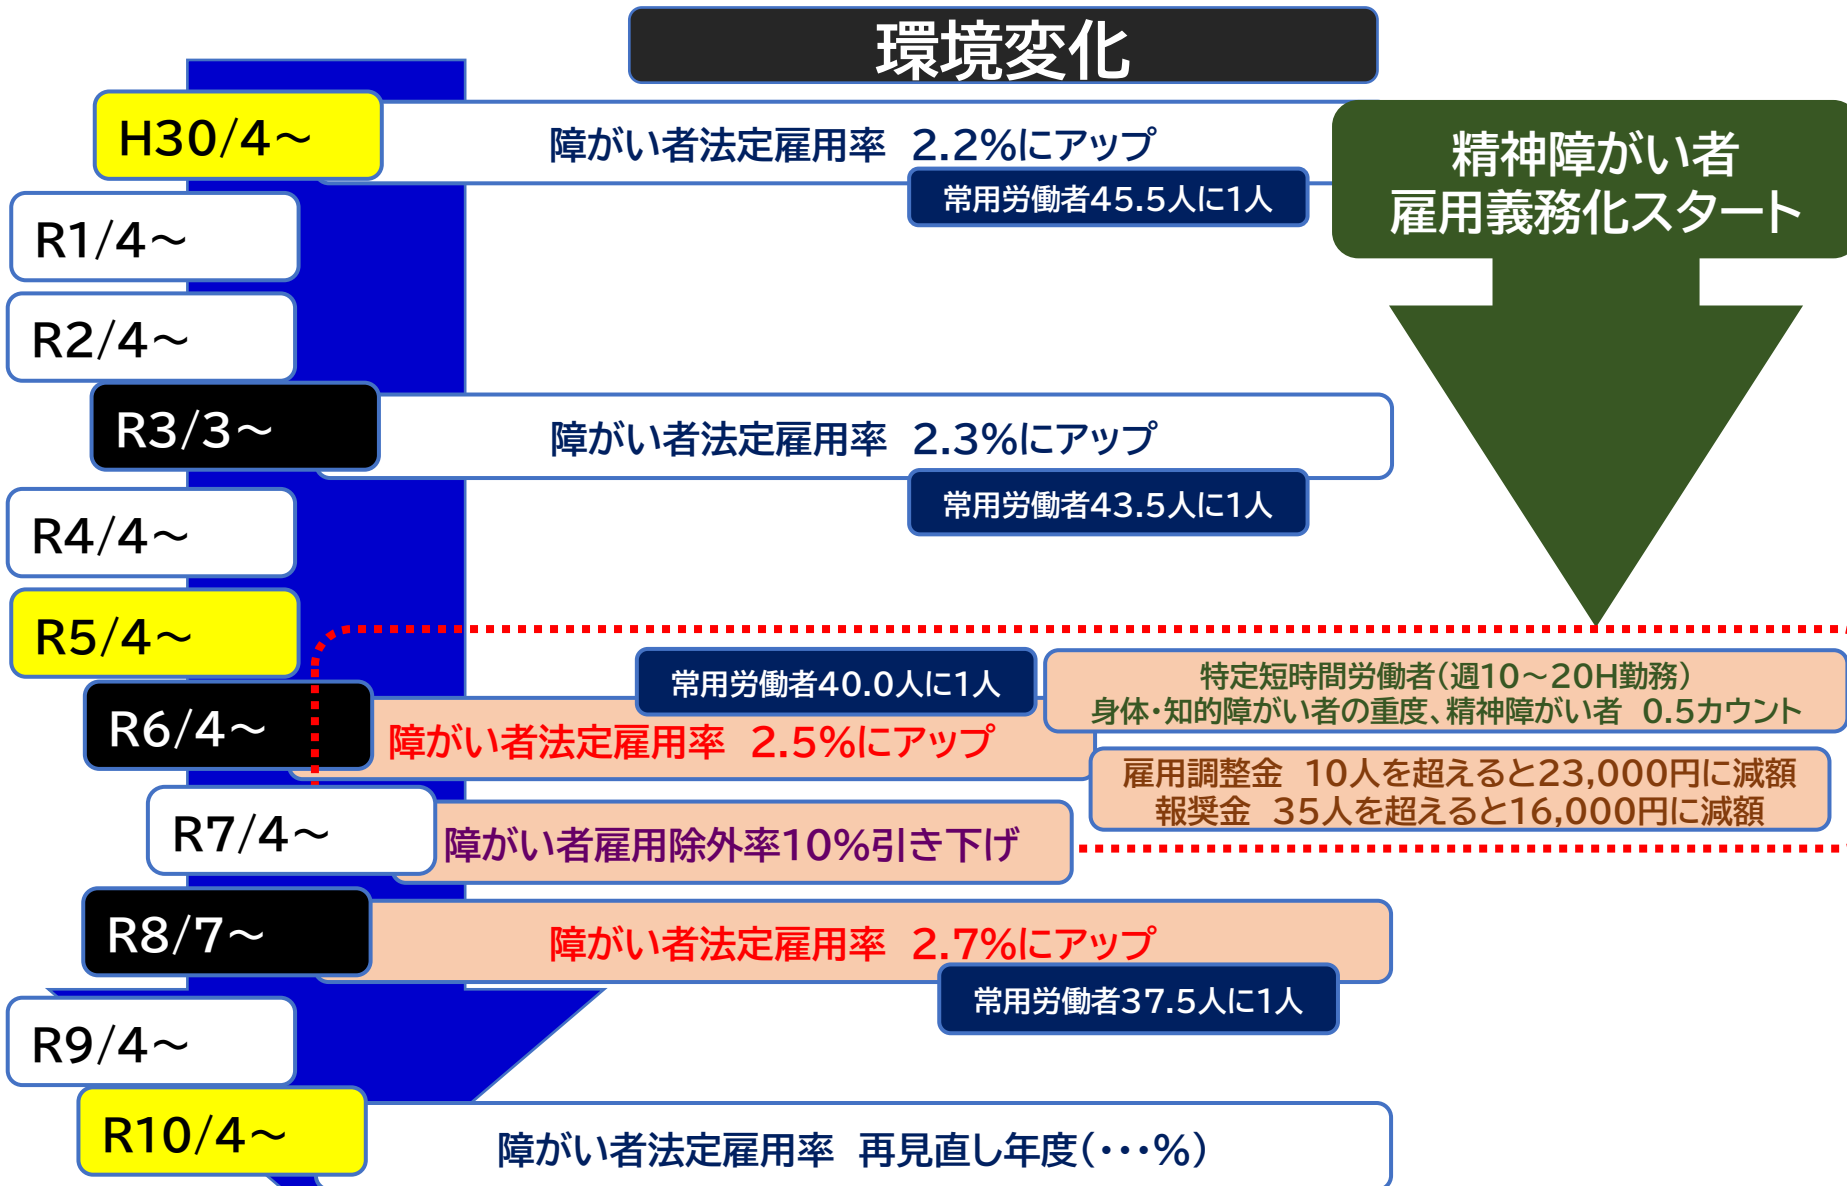 環境変化
H30/4～
障がい者法定雇用率 2.2%にアップ
常用労働者45.5人に1人
精神障がい者
雇用義務化スタート
R1/4～
R2/4～
R3/3～
障がい者法定雇用率 2.3%にアップ
常用労働者43.5人に1人
R4/4～
R5/4～
常用労働者40.0人に1人
特定短時間労働者(週10～20H勤務)
身体・知的障がい者の重度、精神障がい者 0.5カウント
R6/4～
障がい者法定雇用率 2.5%にアップ
雇用調整金 10人を超えると23,000円に減額
報奨金 35人を超えると16,000円に減額
R7/4～
障がい者雇用除外率10%引き下げ
R8/7～
障がい者法定雇用率 2.7%にアップ
常用労働者37.5人に1人
R9/4～
R10/4～
障がい者法定雇用率 再見直し年度(・・・%)